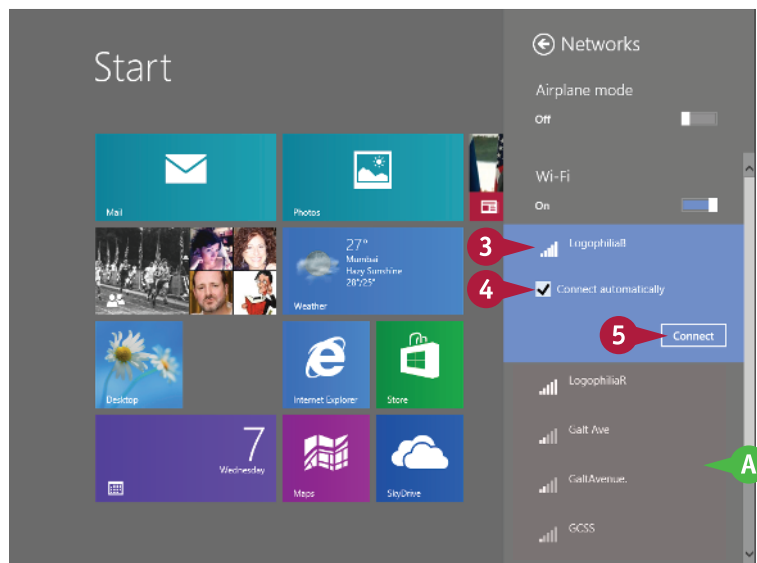 Start
Mail
Photos
27°
Mumbai
Hazy Sunshine
28°/25°
Weather
Desktop
Internet Explorer
Store
7
Wednesday
Maps
SkyDrive
Networks
Airplane mode
Off
Wi-Fi
On
3
LogophiliaB
4
Connect automatically
5
Connect
LogophiliaR
Galt Ave
GaltAvenue.
GCSS
A